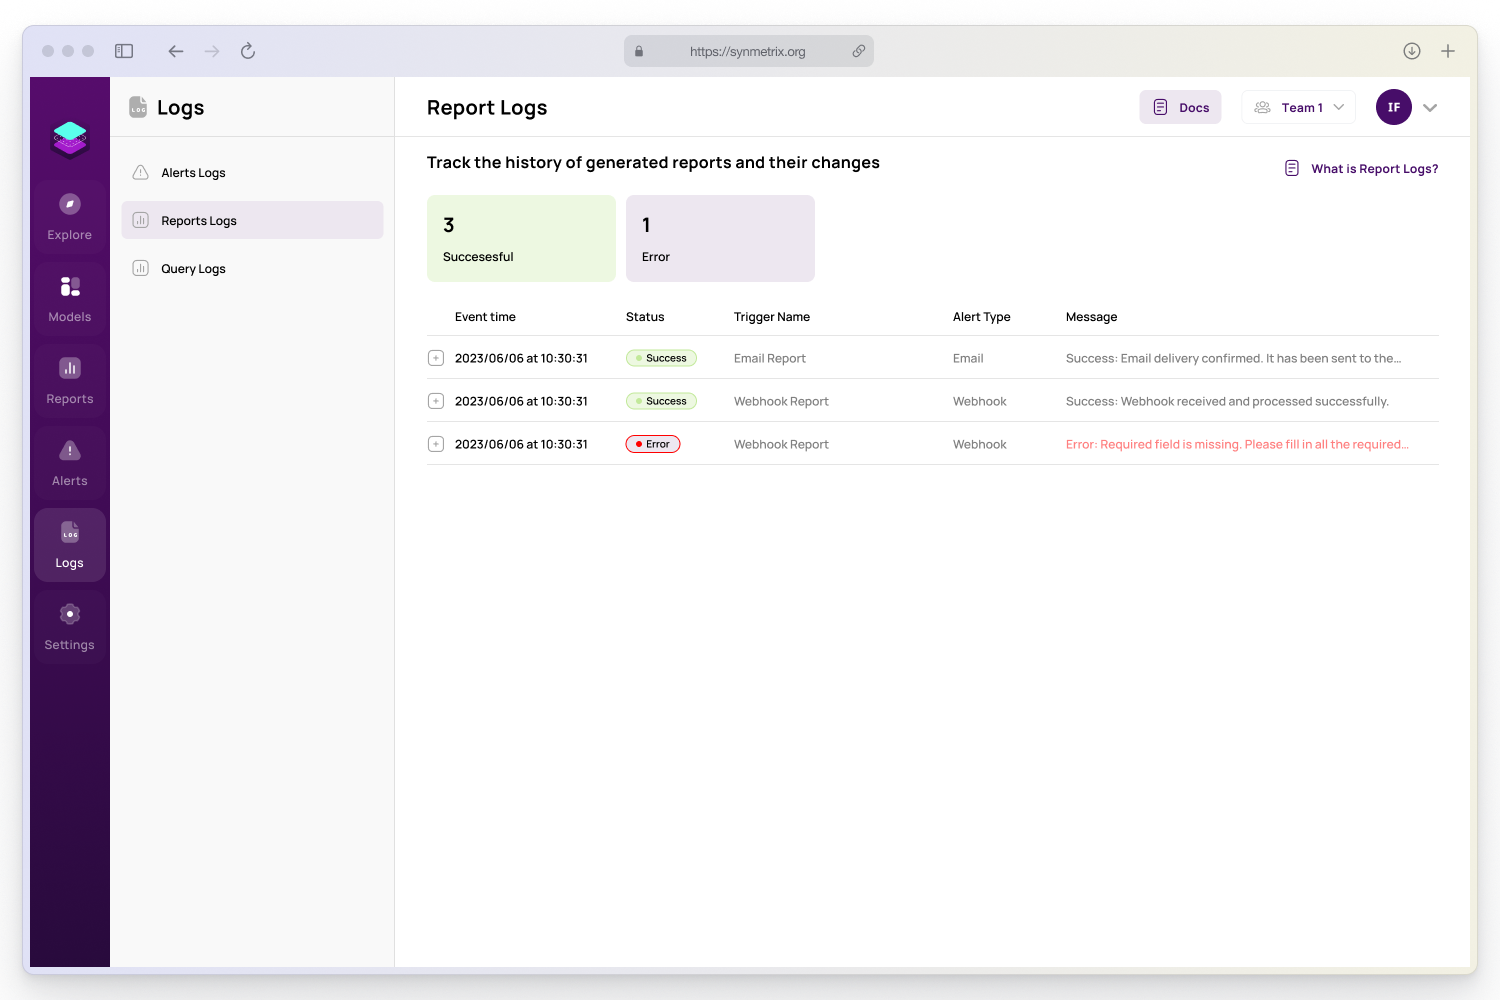 https://synmetrix.org
Explore
Models
Reports
Alerts
LOG
Logs
Settings
LOG
Logs
Alerts Logs
Reports Logs
Query Logs
Report Logs
Docs
Team 1
IF
Track the history of generated reports and their changes
What is Report Logs?
3
Succesesful
1
Error
Event time Status Trigger Name Alert Type Message
2023/06/06 at 10:30:31 Success Email Report Email Success: Email delivery confirmed. It has been sent to the...
2023/06/06 at 10:30:31 Success Webhook Report Webhook Success: Webhook received and processed successfully.
2023/06/06 at 10:30:31 Error Webhook Report Webhook Error: Required field is missing. Please fill in all the required...